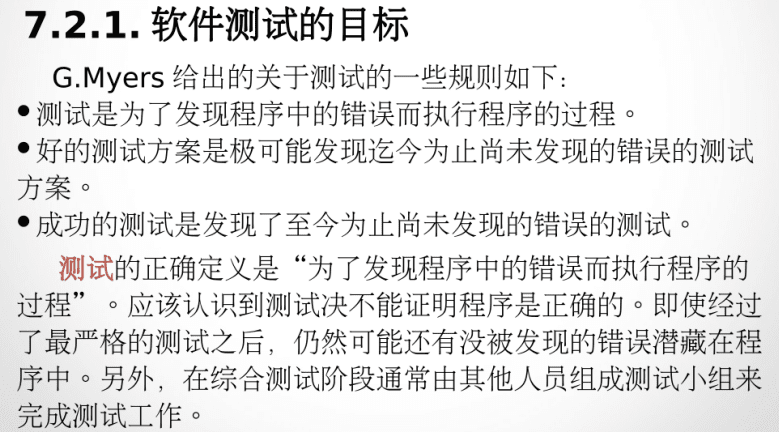 7.2.1. 软件测试的目标
G.Myers 给出的关于测试的一些规则如下：
•测试是为了发现程序中的错误而执行程序的过程。
•好的测试方案是极可能发现迄今为止尚未发现的错误的测试
方案。
•成功的测试是发现了至今为止尚未发现的错误的测试。
测试的正确定义是“为了发现程序中的错误而执行程序的
过程”。应该认识到测试决不能证明程序是正确的。即使经过
了最严格的测试之后，仍然可能还有没被发现的错误潜藏在程
序中。另外，在综合测试阶段通常由其他人员组成测试小组来
完成测试工作。